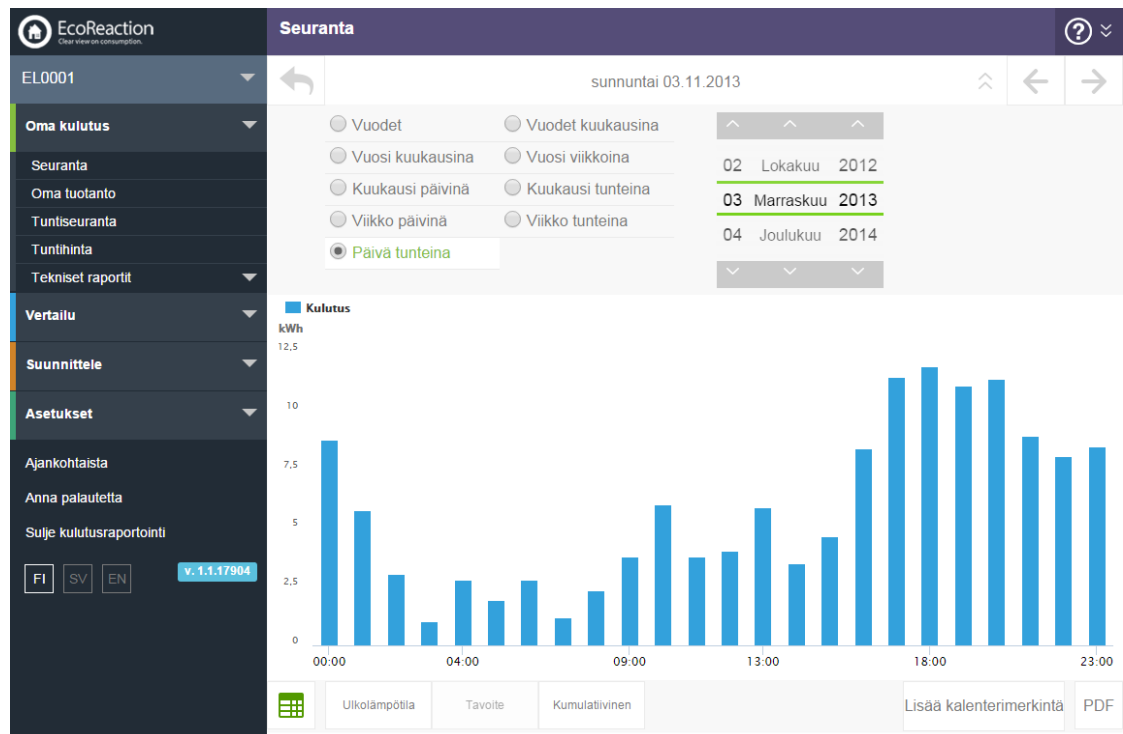 EcoReaction
Clear view on consumption.
EL0001
Oma kulutus
Seuranta
Oma tuotanto
Tuntiseuranta
Tuntihinta
Tekniset raportit
Vertailu
Suunnittele
Asetukset
Ajankohtaista
Anna palautetta
Sulje kulutusraportointi
FI SV EN v. 1.1.17904
Seuranta ?
sunnuntai 03.11.2013
Vuodet Vuodet kuukausina
Vuosi kuukausina Vuosi viikkoina
Kuukausi päivinä Kuukausi tunteina
Viikko päivinä Viikko tunteina
Päivä tunteina
02 Lokakuu 2012
03 Marraskuu 2013
04 Joulukuu 2014
Kulutus
kWh
12,5
10
7,5
5
2,5
0
00:00 04:00 09:00 13:00 18:00 23:00
Ulkolämpötila Tavoite Kumulatiivinen Lisää kalenterimerkintä PDF